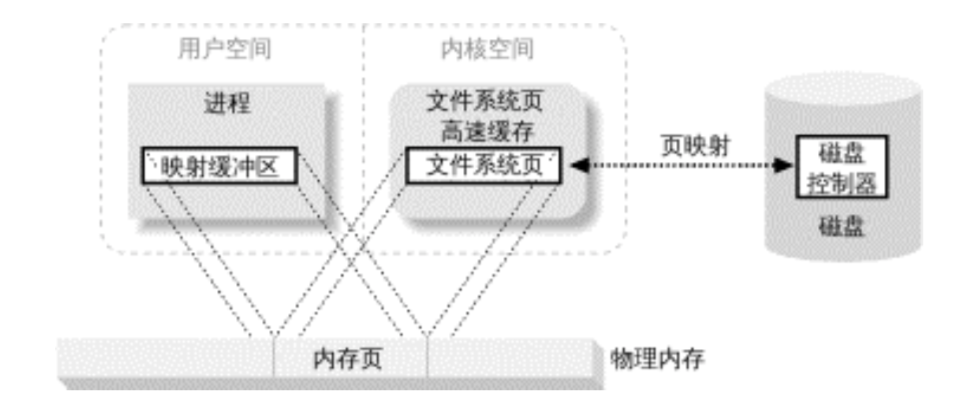 用户空间
内核空间
进程
映射缓冲区
文件系统页
高速缓存
文件系统页
页映射
磁盘
控制器
磁盘
内存页
物理内存